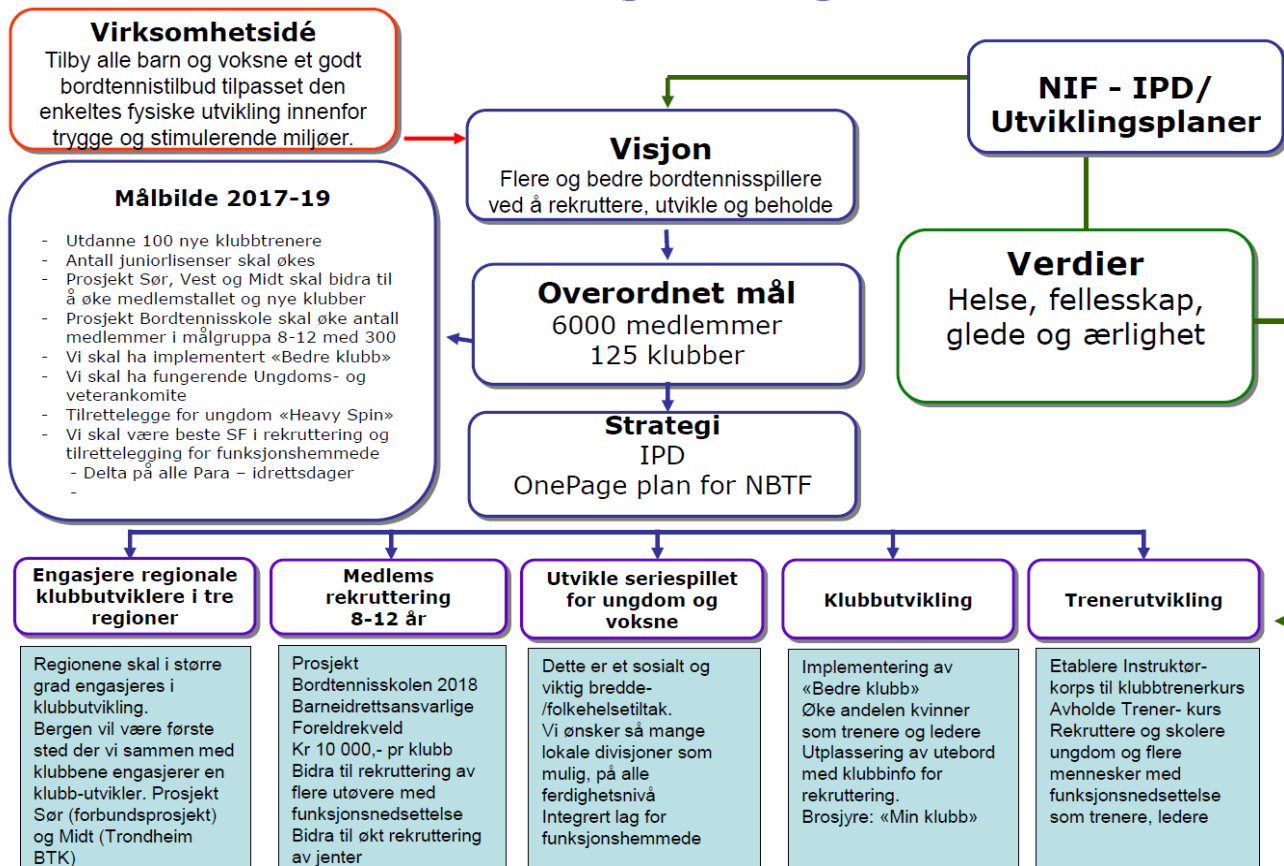 Virksomhetsidé
Tilby alle barn og voksne et godt
bordtennistilbud tilpasset den
enkeltes fysiske utvikling innenfor
trygge og stimulerende miljøer.
NIF - IPD/
Utviklingsplaner
Visjon
Flere og bedre bordtennisspillere
ved å rekruttere, utvikle og beholde
Målbilde 2017-19
- Utdanne 100 nye klubbtrenere
- Antall juniorlisenser skal økes
- Prosjekt Sør, Vest og Midt skal bidra til
å øke medlemstallet og nye klubber
- Prosjekt Bordtennisskole skal øke antall
medlemmer i målgruppa 8-12 med 300
- Vi skal ha implementert «Bedre klubb»
- Vi skal ha fungerende Ungdoms- og
veterankomite
- Tilrettelegge for ungdom «Heavy Spin»
- Vi skal være beste SF i rekruttering og
tilrettelegging for funksjonshemmede
- Delta på alle Para – idrettsdager
-
Overordnet mål
6000 medlemmer
125 klubber
Verdier
Helse, fellesskap,
glede og ærlighet
Strategi
IPD
OnePage plan for NBTF
Engasjere regionale
klubbutviklere i tre
regioner
Regionene skal i større
grad engasjeres i
klubbutvikling.
Bergen vil være første
sted der vi sammen med
klubbene engasjerer en
klubb-utvikler. Prosjekt
Sør (forbundsprosjekt)
og Midt (Trondheim
BTK)
Medlems
rekruttering
8-12 år
Prosjekt
Bordtennisskolen 2018
Barneidrettsansvarlige
Foreldrekveld
Kr 10 000,- pr klubb
Bidra til rekruttering av
flere utøvere med
funksjonsnedsettelse
Bidra til økt rekruttering
av jenter
Utvikle seriespillet
for ungdom og
voksne
Dette er et sosialt og
viktig bredde-
/folkehelsetiltak.
Vi ønsker så mange
lokale divisjoner som
mulig, på alle
ferdighetsnivå
Integrert lag for
funksjonshemmede
Klubbutvikling
Implementering av
«Bedre klubb»
Øke andelen kvinner
som trenere og ledere
Utplassering av utebord
med klubbinfo for
rekruttering.
Brosjyre: «Min klubb»
Trenerutvikling
Etablere Instruktør-
korps til klubbtrenerkurs
Avholde Trener- kurs
Rekruttere og skolere
ungdom og flere
mennesker med
funksjonsnedsettelse
som trenere, ledere